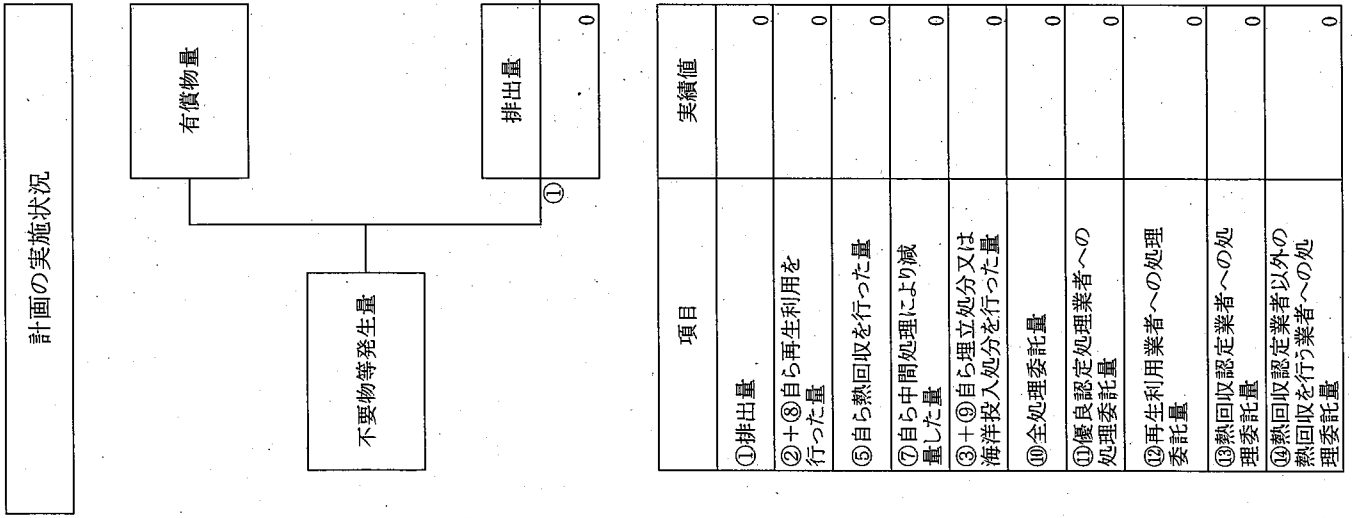 計画の実施状況
有償物量
不要物等発生量
排出量
①
0
項目 実績値
①排出量 0
②+⑧自ら再生利用を
行った量 0
⑤自ら熱回収を行った量 0
⑦自ら中間処理により減
量した量 0
③+⑨自ら埋立処分又は
海洋投入処分を行った量 0
⑩全処理委託量 0
⑪優良認定処理業者への
処理委託量 0
⑫再生利用業者への処理
委託量 0
⑬熱回収認定業者への処
理委託量 0
⑭熱回収認定業者以外の
熱回収を行う業者への処
理委託量 0